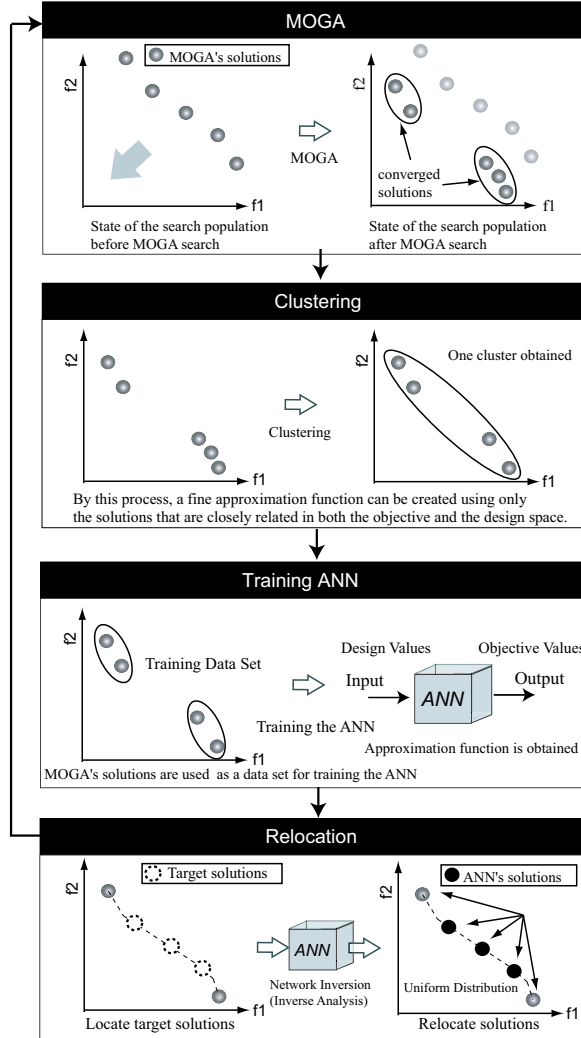 MOGA
MOGA's solutions
f2
f1
State of the search population
before MOGA search
MOGA
f2
converged
solutions
f1
State of the search population
after MOGA search
Clustering
f2
f1
Clustering
f2
One cluster obtained
f1
By this process, a fine approximation function can be created using only
the solutions that are closely related in both the objective and the design space.
Training ANN
f2
Training Data Set
f1
Training the ANN
Design Values
Objective Values
Input
ANN
Output
Approximation function is obtained
MOGA's solutions are used as a data set for training the ANN
Relocation
Target solutions
f2
f1
Locate target solutions
ANN
Network Inversion
(Inverse Analysis)
ANN's solutions
f2
Uniform Distribution
f1
Relocate solutions